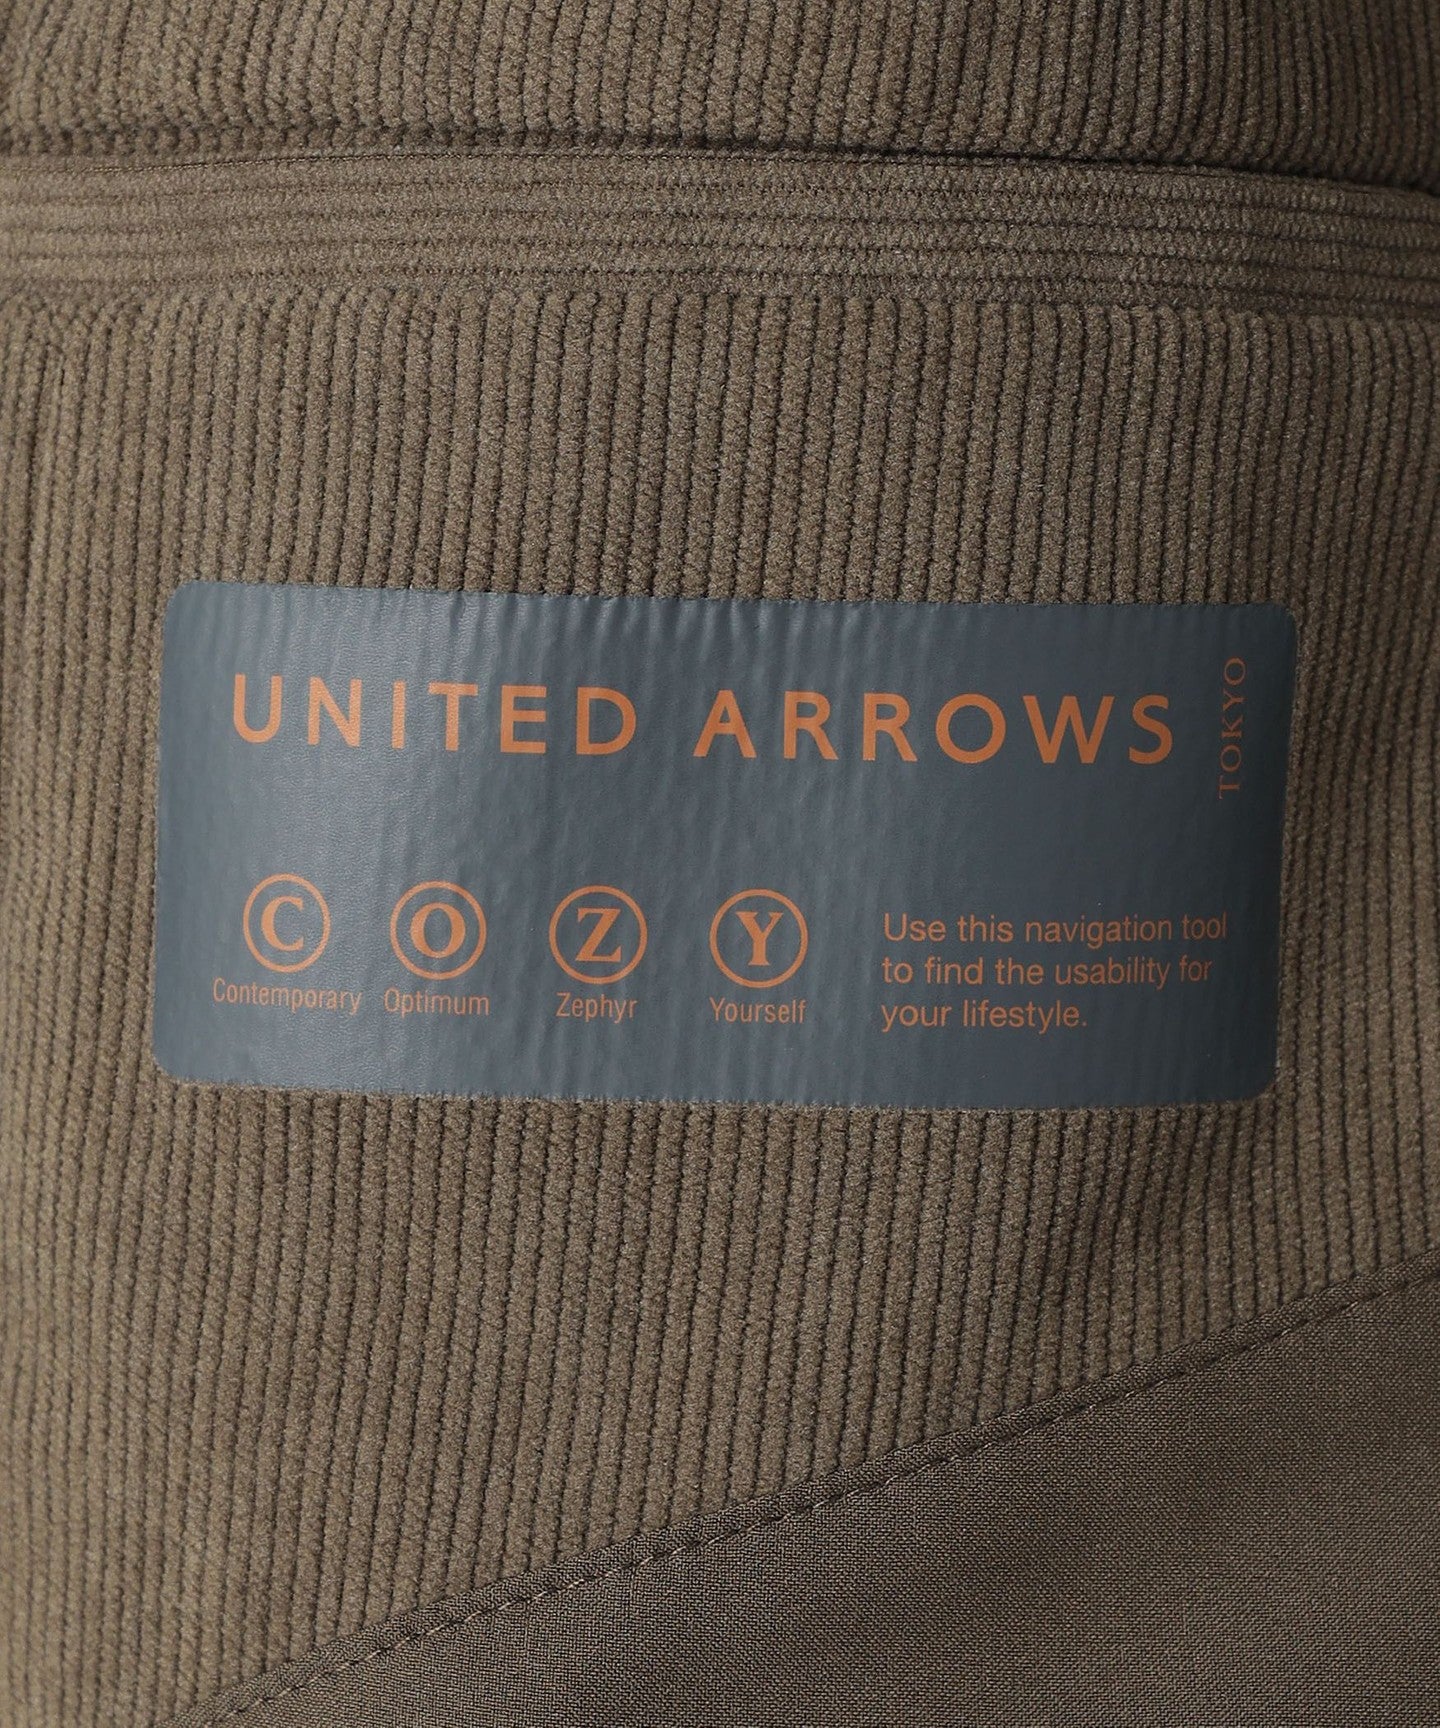 UNITED ARROWS TOKYO
C O Z Y
Contemporary Optimum Zephyr Yourself
Use this navigation tool
to find the usability for
your lifestyle.